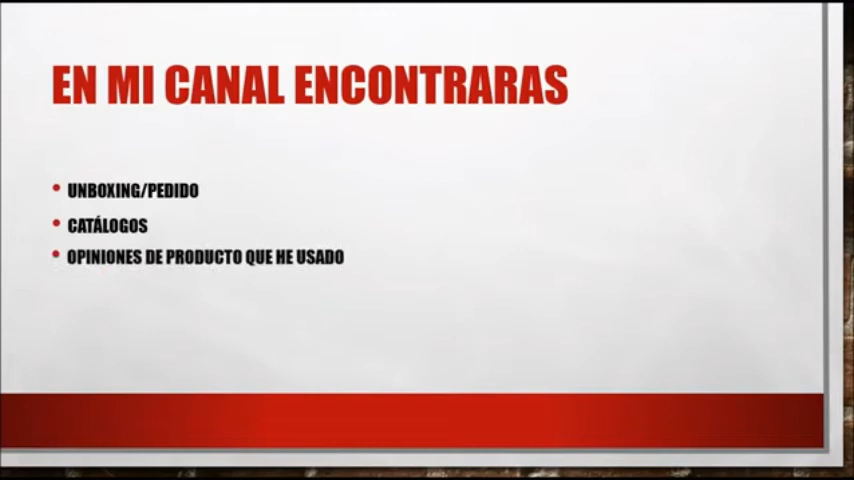 EN MI CANAL ENCONTRARAS
• UNBOXING/PEDIDO
• CATÁLOGOS
• OPINIONES DE PRODUCTO QUE HE USADO